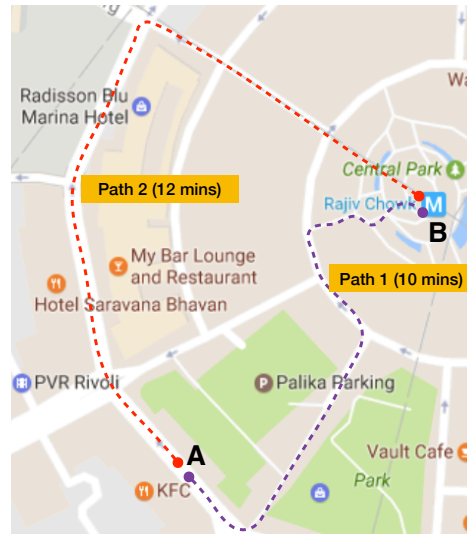 Radisson Blu
Marina Hotel
Wa
Central Park
Path 2 (12 mins)
Rajiv Chowk
M
B
My Bar Lounge
and Restaurant
Path 1 (10 mins)
Hotel Saravana Bhavan
PVR Rivoli
P
Palika Parking
A
Vault Cafe
KFC
Park